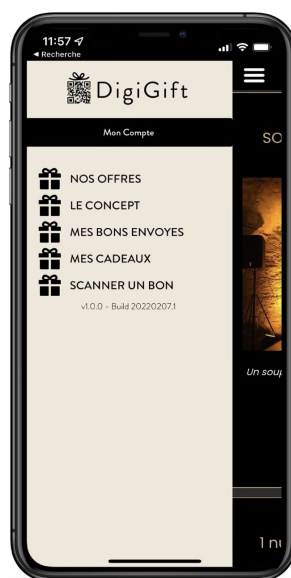 11:57
◀ Recherche
DigiGift
Mon Compte
SO
NOS OFFRES
LE CONCEPT
MES BONS ENVOYES
MES CADEAUX
SCANNER UN BON
v1.0.0 - Build 20220207.1
Un soup
1 nu